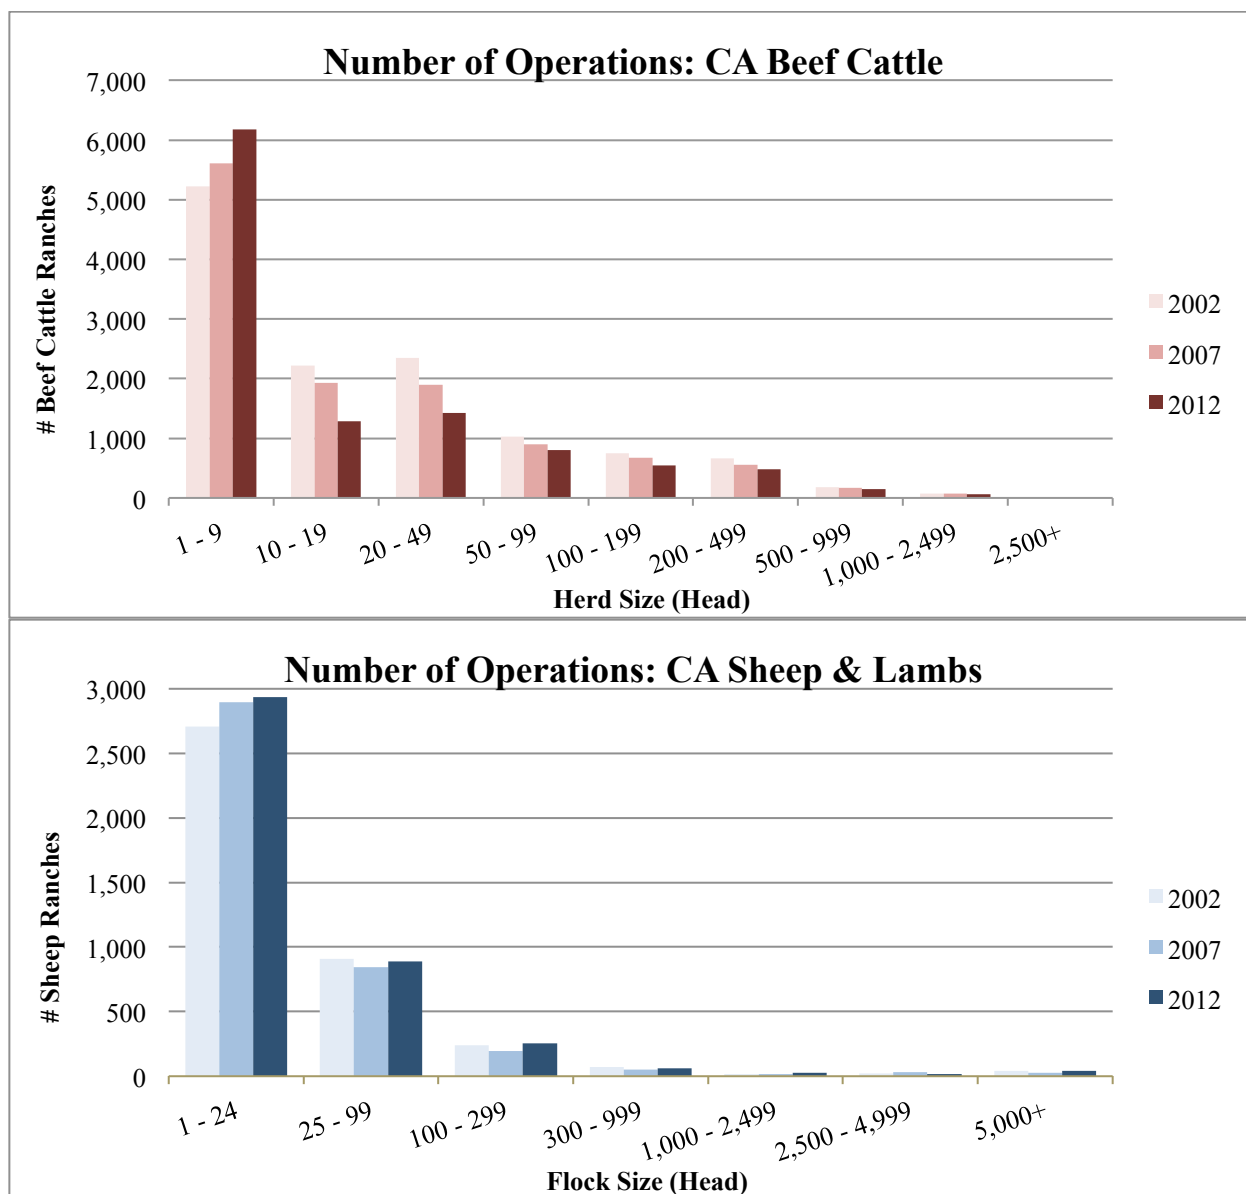 Number of Operations: CA Beef Cattle
7,000
6,000
5,000
4,000
3,000
2,000
1,000
0
# Beef Cattle Ranches
1 - 9
10 - 19
20 - 49
50 - 99
100 - 199
200 - 499
500 - 999
1,000 - 2,499
2,500+
Herd Size (Head)
2002
2007
2012
Number of Operations: CA Sheep & Lambs
3,000
2,500
2,000
1,500
1,000
500
0
# Sheep Ranches
1 - 24
25 - 99
100 - 299
300 - 999
1,000 - 2,499
2,500 - 4,999
5,000+
Flock Size (Head)
2002
2007
2012